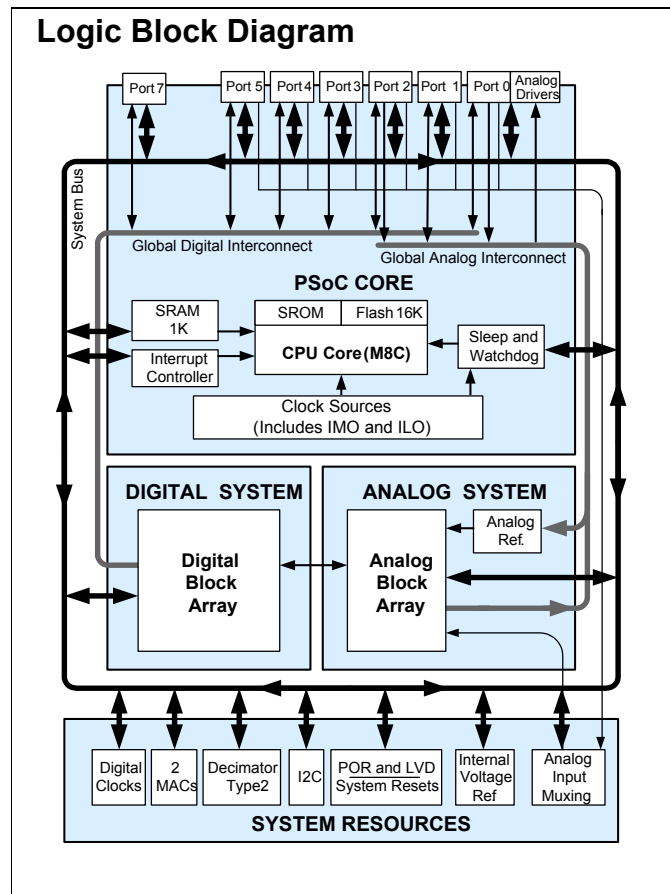 Logic Block Diagram
Port 7
Port 5
Port 4
Port 3
Port 2
Port 1
Port 0
Analog
Drivers
System Bus
Global Digital Interconnect
Global Analog Interconnect
PSoC CORE
SRAM
1K
SROM
Flash 16K
CPU Core (M8C)
Interrupt
Controller
Sleep and
Watchdog
Clock Sources
(Includes IMO and ILO)
DIGITAL SYSTEM
ANALOG SYSTEM
Digital
Block
Array
Analog
Block
Array
Analog
Ref.
Digital
Clocks
2
MACs
Decimator
Type2
I2C
POR and LVD
System Resets
Internal
Voltage
Ref
Analog
Input
Muxing
SYSTEM RESOURCES